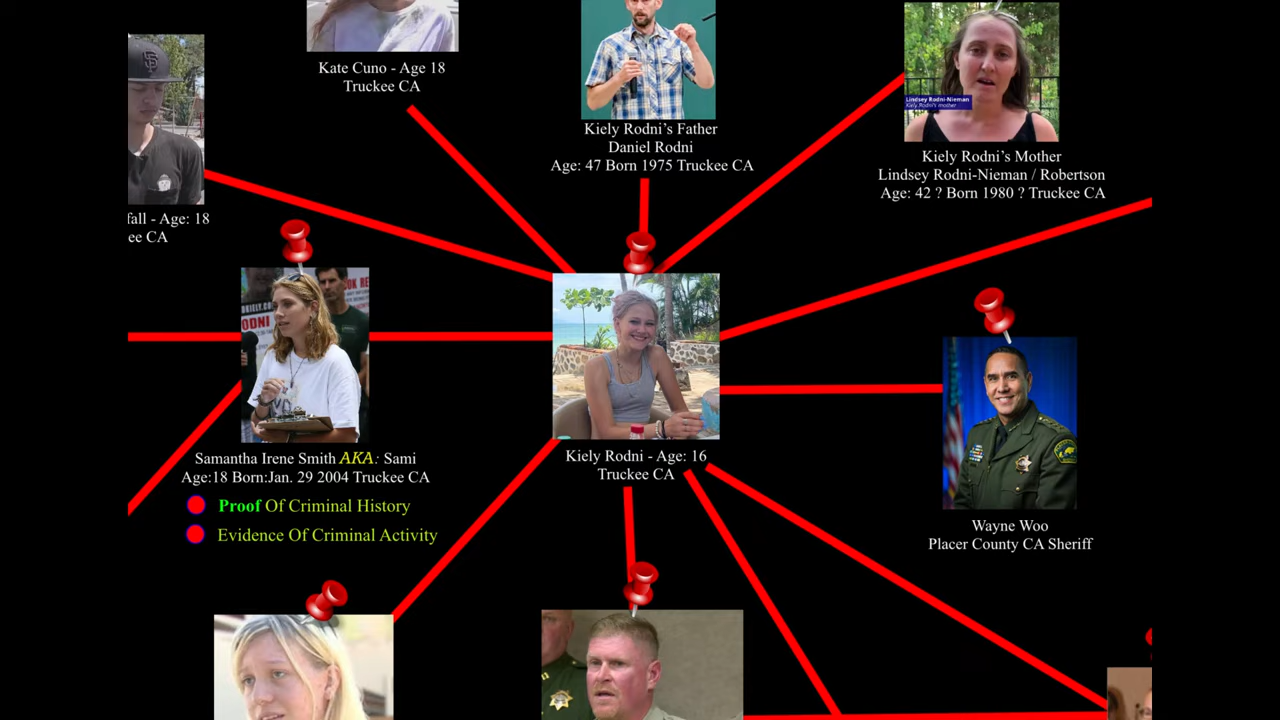 Kate Cuno - Age 18
Truckee CA
Kiely Rodni's Father
Daniel Rodni
Age: 47 Born 1975 Truckee CA
Lindsey Rodni-Nieman
Kiely Rodni's mother
Kiely Rodni's Mother
Lindsey Rodni-Nieman / Robertson
Age: 42 ? Born 1980 ? Truckee CA
fall - Age: 18
ee CA
RODNI
Samantha Irene Smith AKA: Sami
Age:18 Born:Jan. 29 2004 Truckee CA
Proof Of Criminal History
Evidence Of Criminal Activity
Kiely Rodni - Age: 16
Truckee CA
Wayne Woo
Placer County CA Sheriff